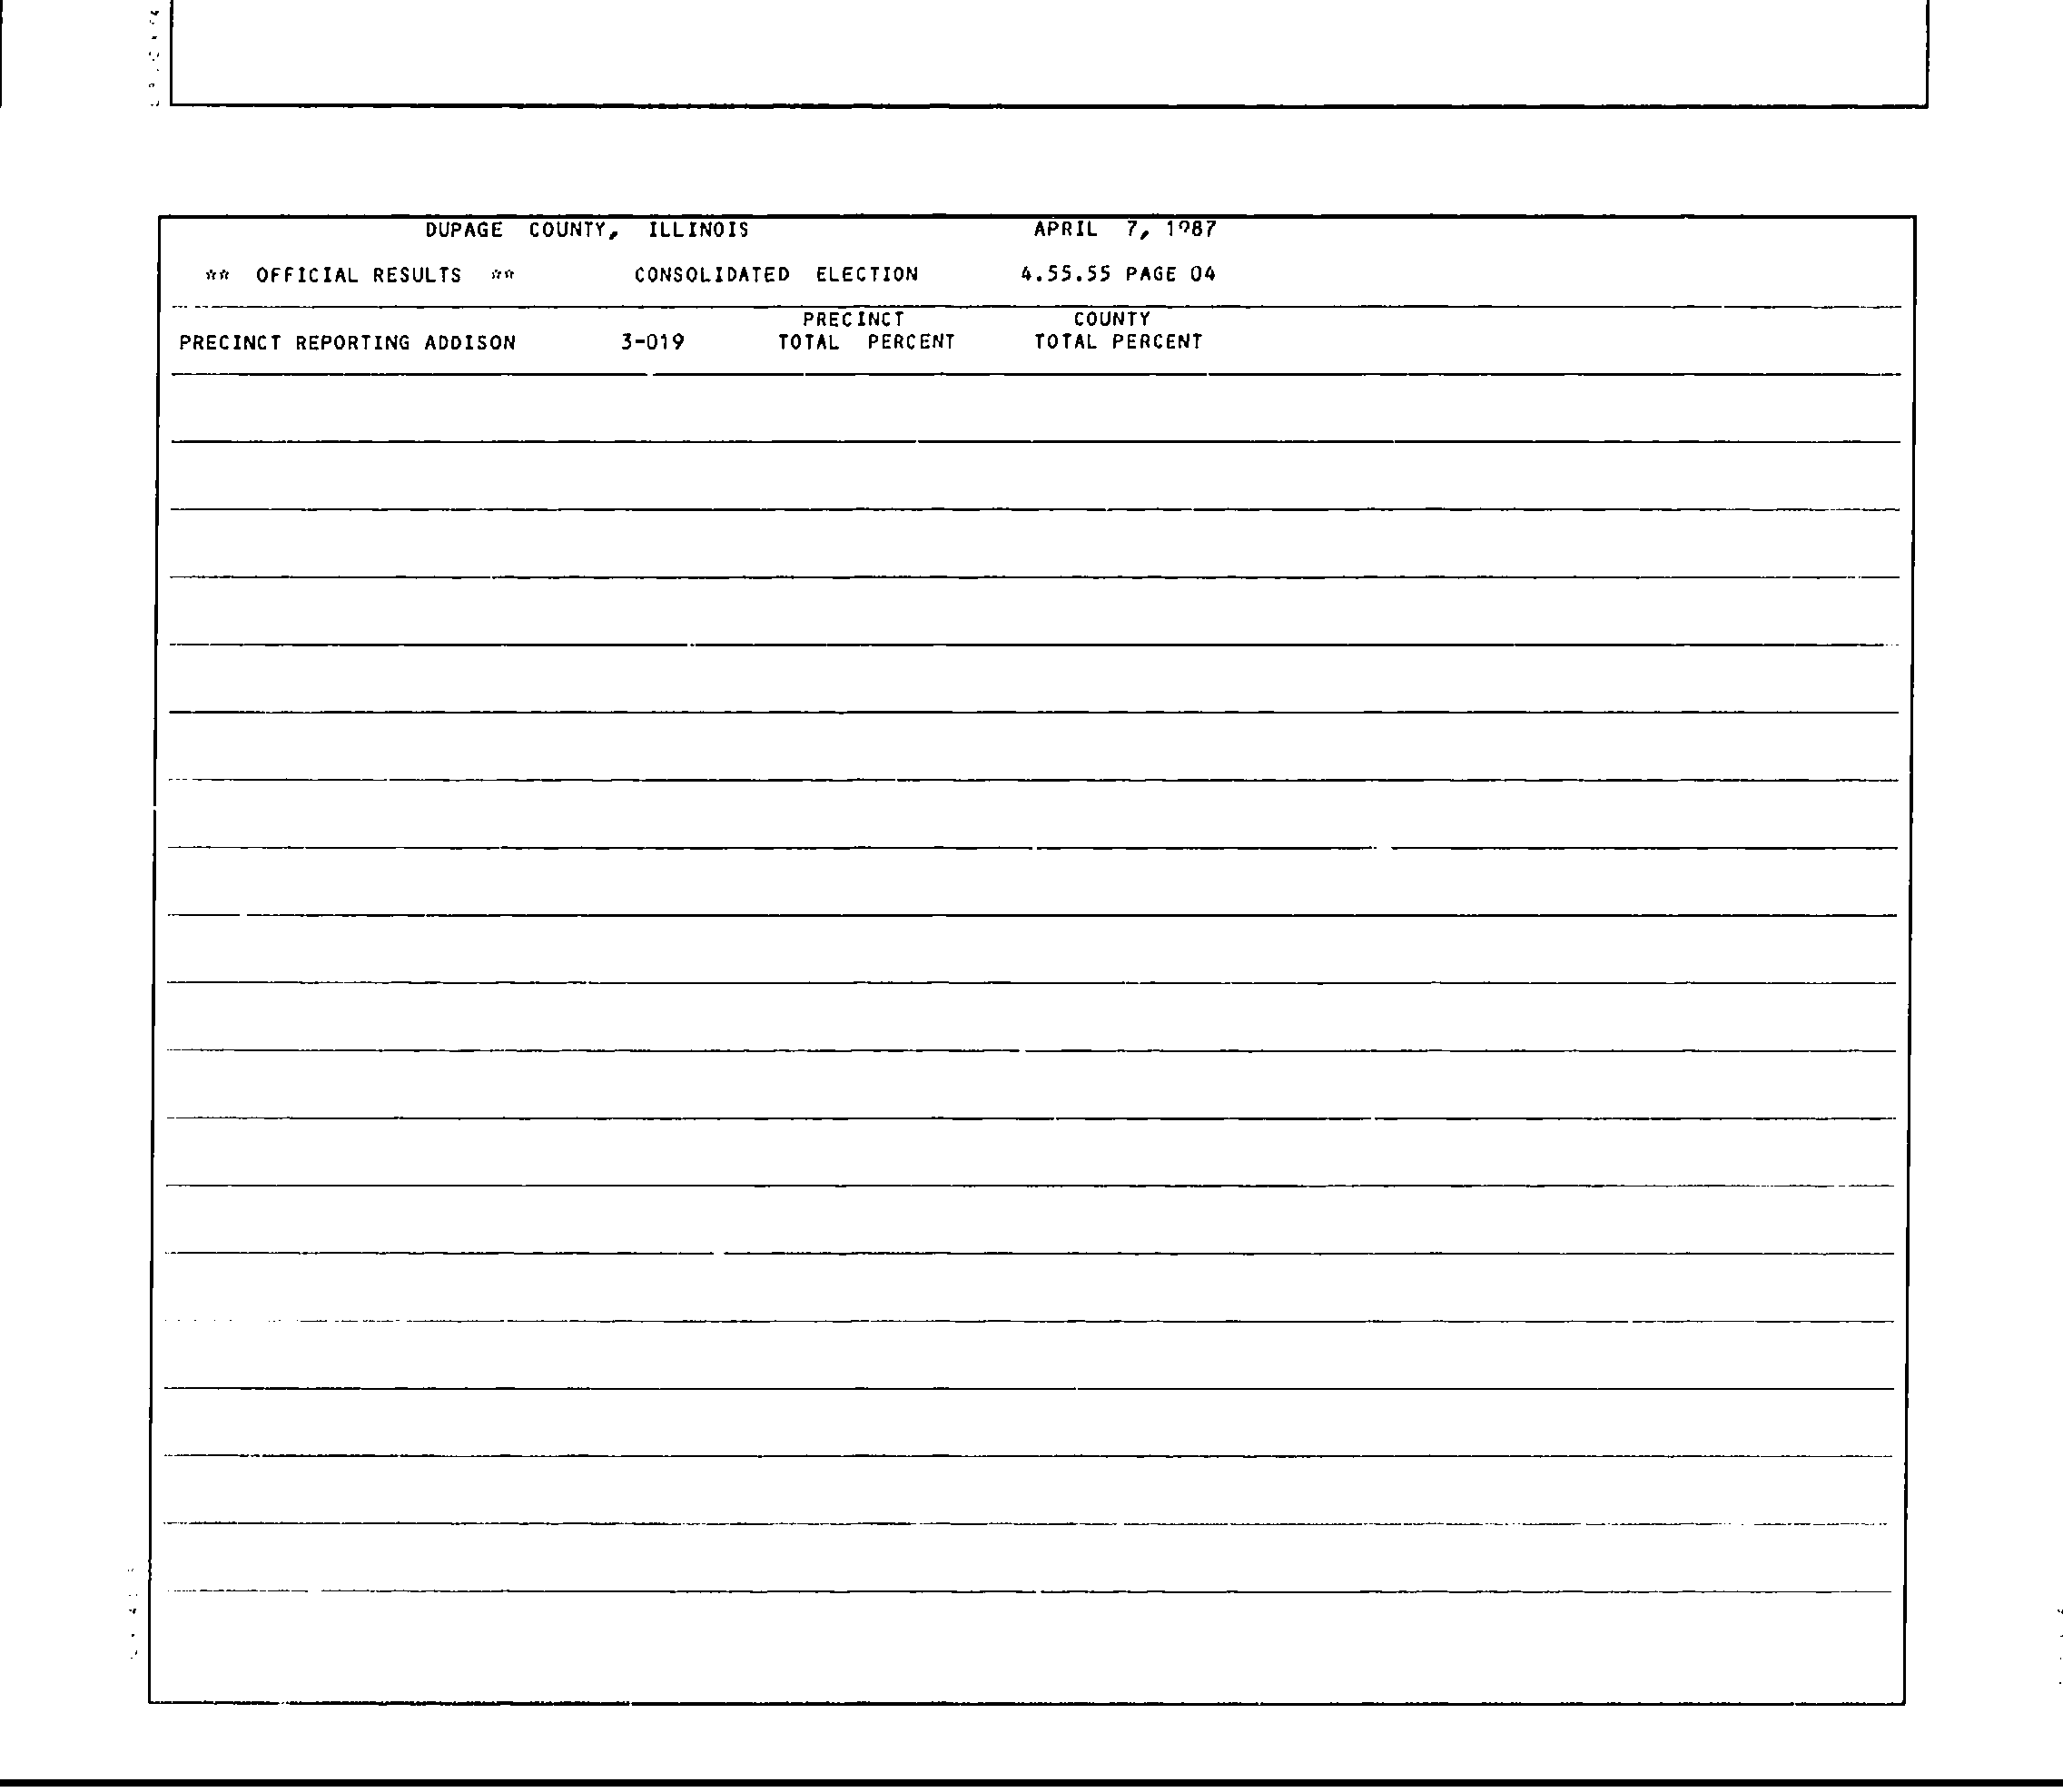 DUPAGE COUNTY, ILLINOIS APRIL 7, 1987
** OFFICIAL RESULTS ** CONSOLIDATED ELECTION 4.55.55 PAGE 04
PRECINCT COUNTY
PRECINCT REPORTING ADDISON 3-019 TOTAL PERCENT TOTAL PERCENT